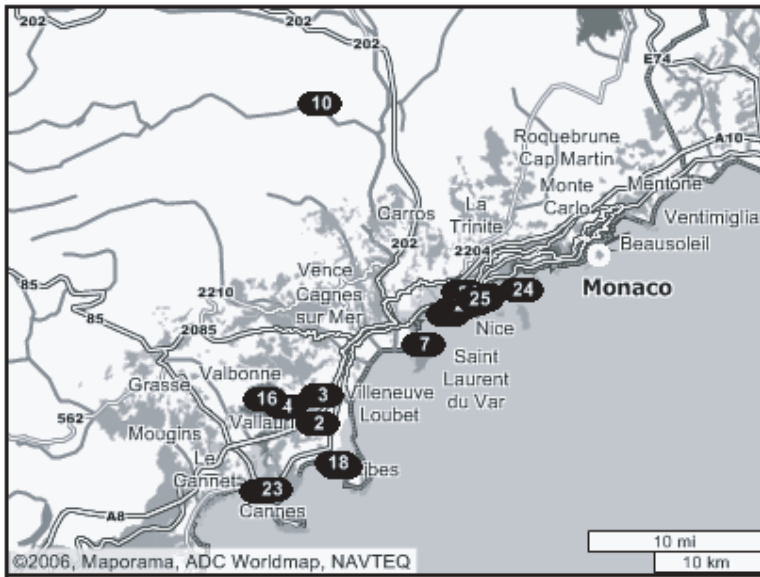 202
202
202
E74
10
A10
Roquebrune
Cap Martin
Mentone
Monte
Carlo
La
Trinite
Carros
Ventimiglia
202
2204
Beausoleil
85
Vence
Monaco
2210
Cagnes
sur Mer
24
25
85
2085
Nice
7
Saint
Laurent
du Var
Valbonne
Grasse
3
Villeneuve
Loubet
16
4
562
2
Mougins
Le
Cannet
18
23
Cannes
A8
10 mi
10 km
©2006, Maporama, ADC Worldmap, NAVTEQ